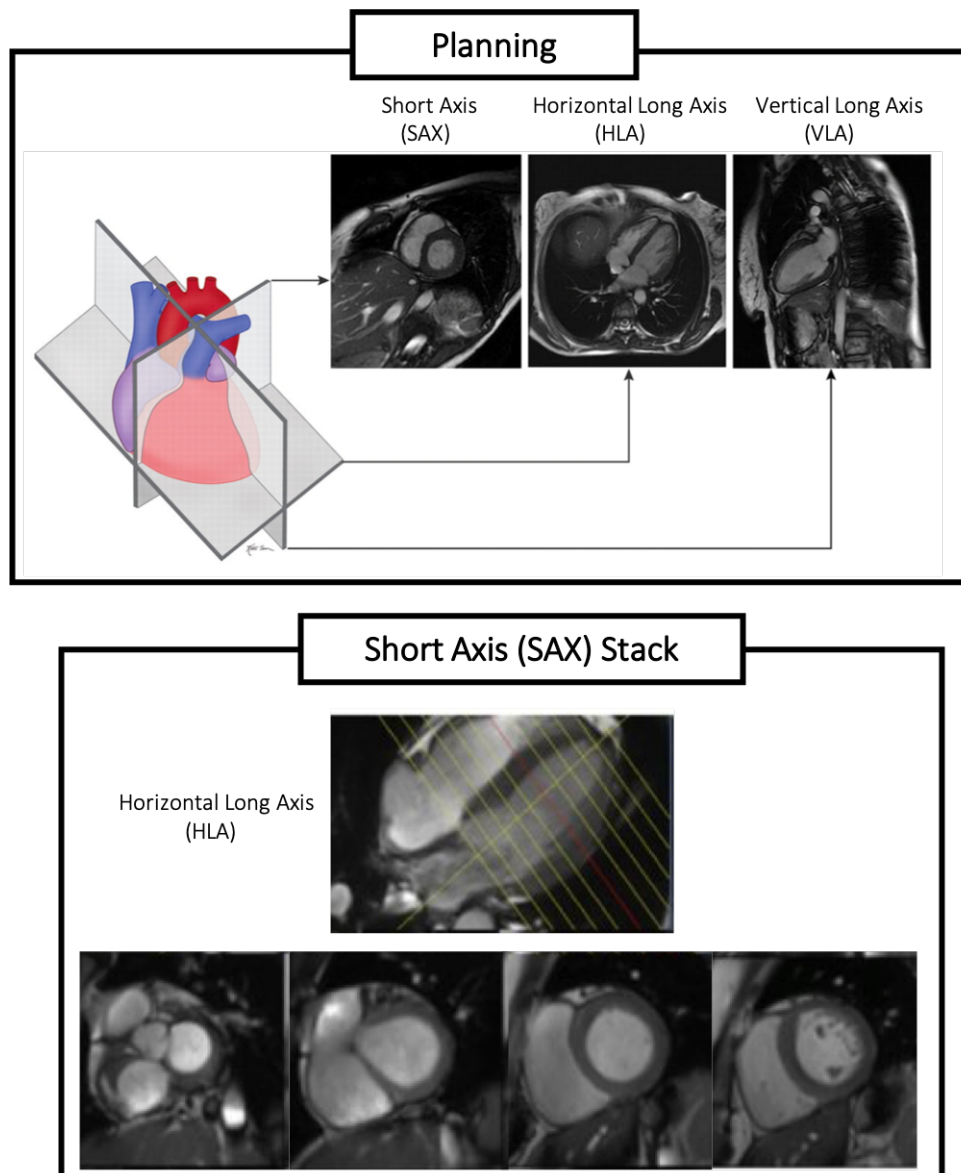 Planning
Short Axis
(SAX)
Horizontal Long Axis
(HLA)
Vertical Long Axis
(VLA)
Short Axis (SAX) Stack
Horizontal Long Axis
(HLA)